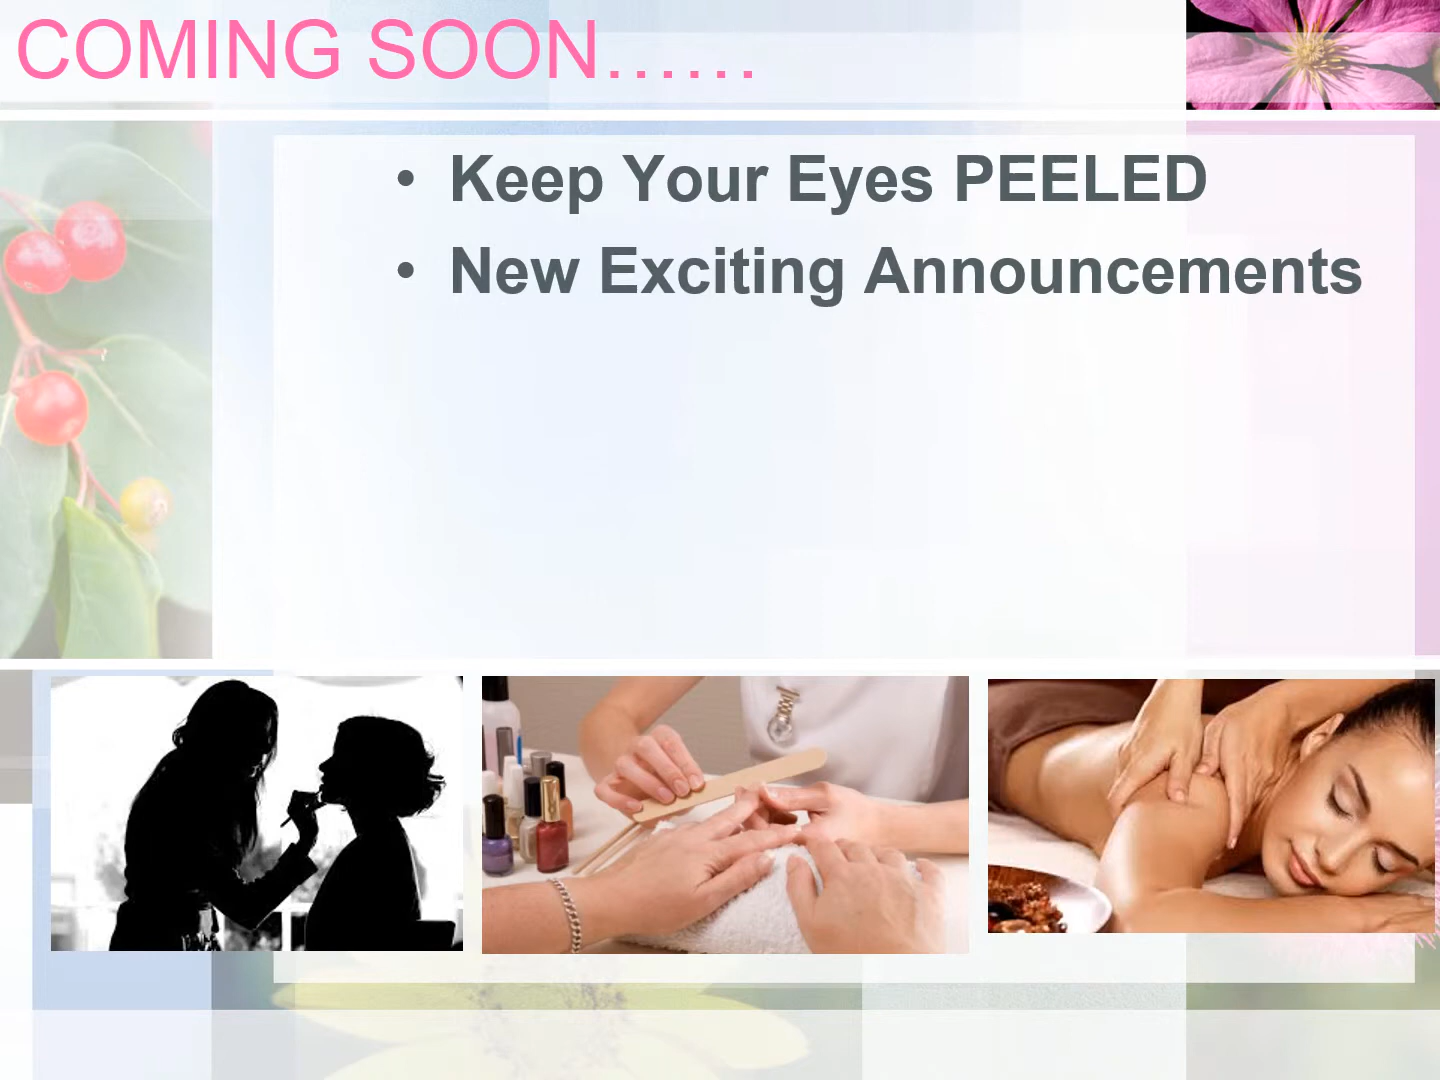 COMING SOON……
• Keep Your Eyes PEELED
• New Exciting Announcements